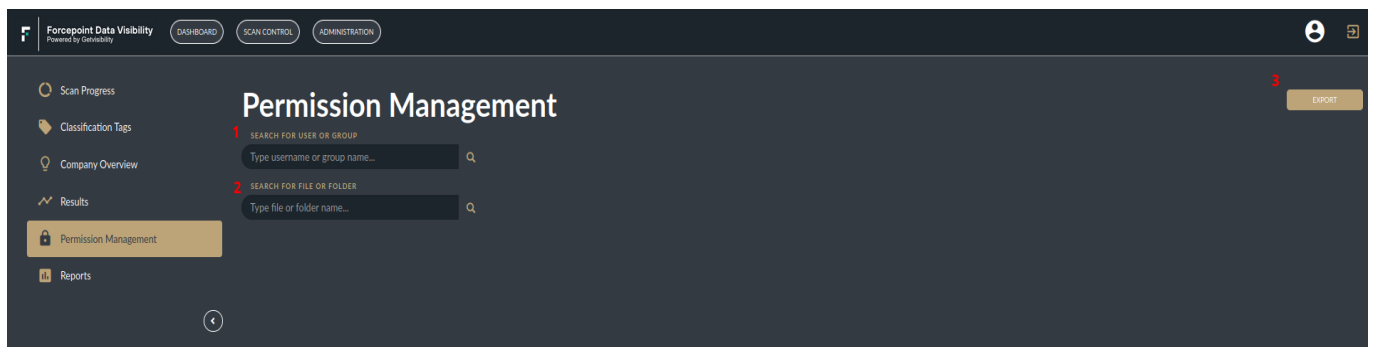 Forcepoint Data Visibility
Powered by Getvisibility
DASHBOARD
SCAN CONTROL
ADMINISTRATION
Scan Progress
Classification Tags
Company Overview
Results
Permission Management
Reports
Permission Management
3
EXPORT
1 SEARCH FOR USER OR GROUP
Type username or group name...
2 SEARCH FOR FILE OR FOLDER
Type file or folder name...